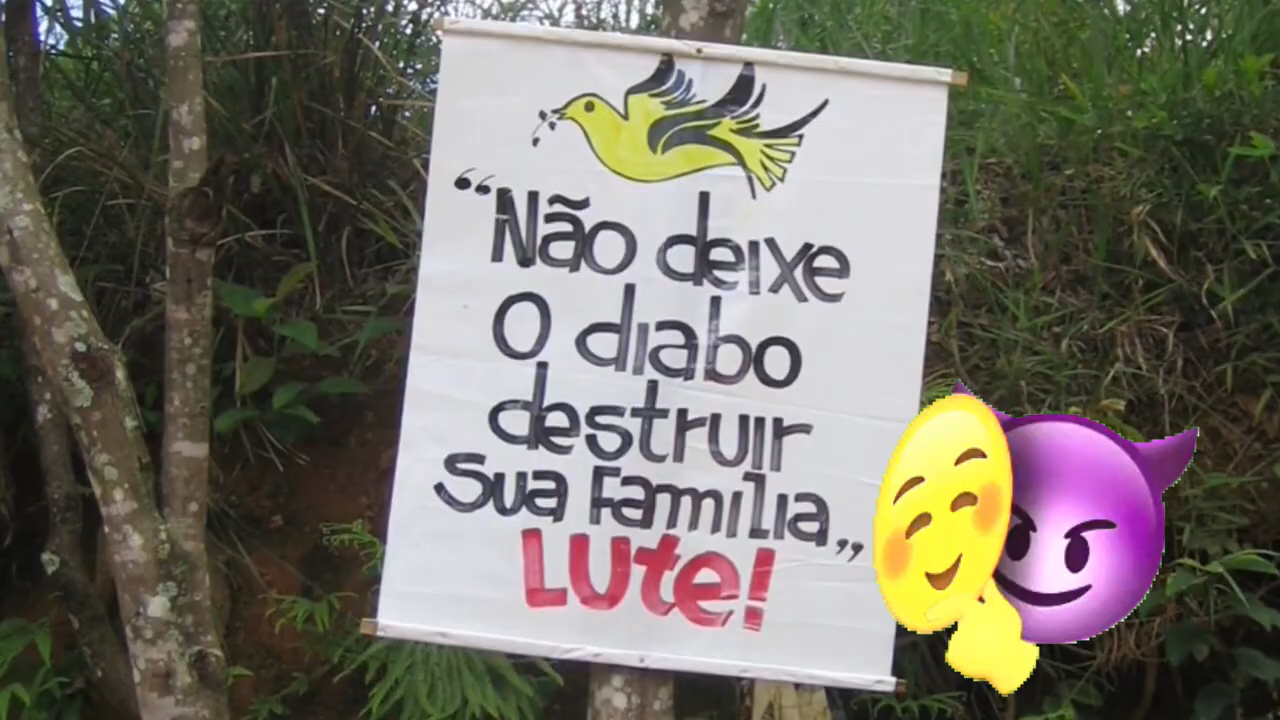 “Não deixe
O diabo
destruir
Sua Família„
LUte!